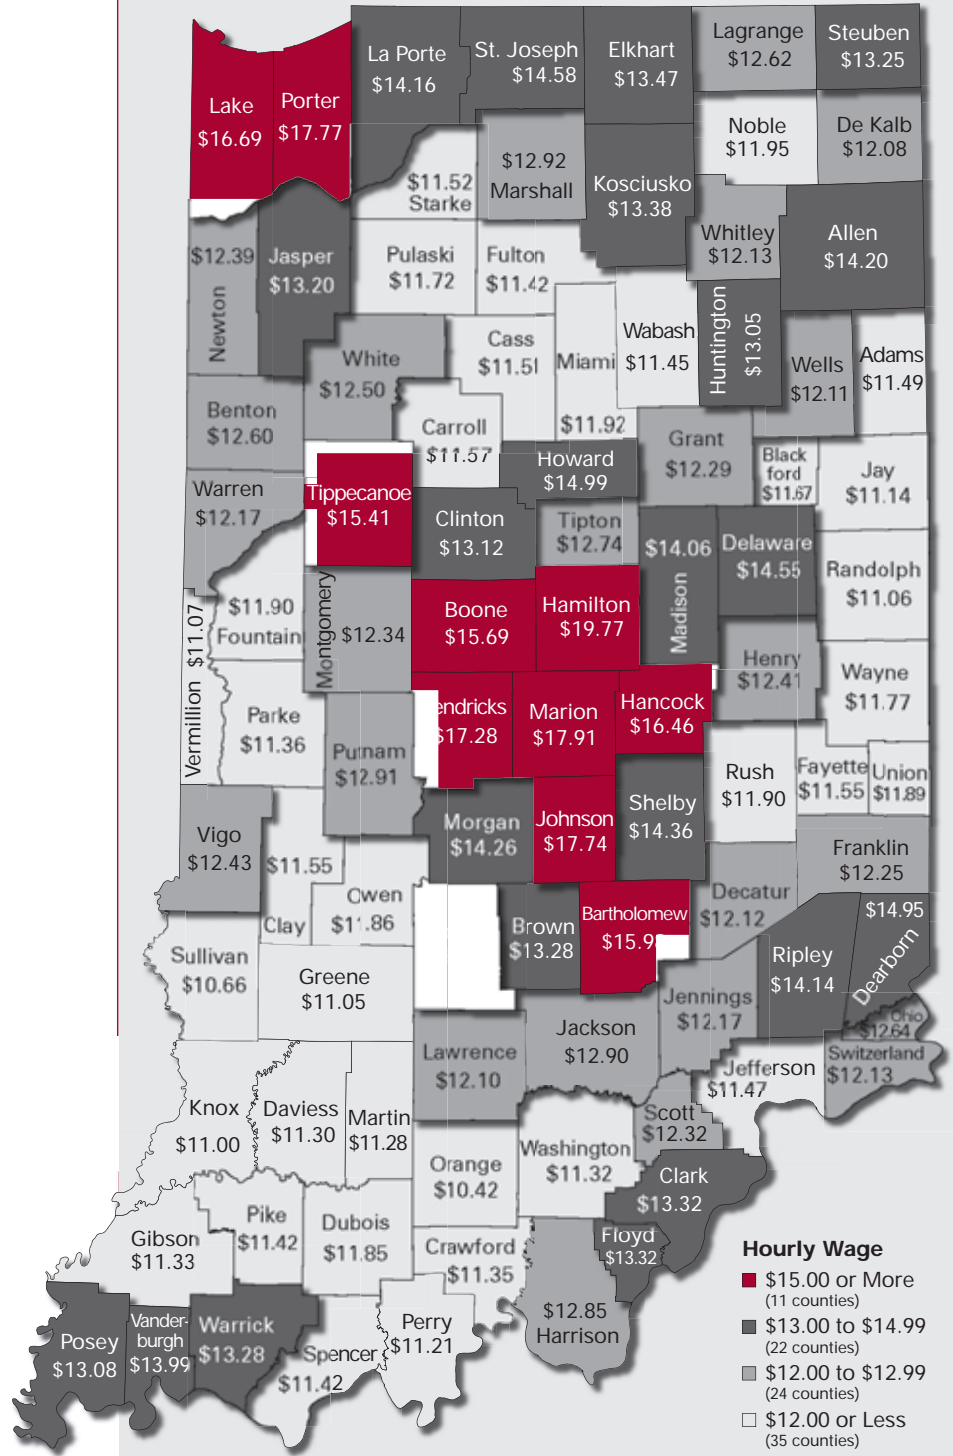 Lake
$16.69
Porter
$17.77
La Porte
$14.16
St. Joseph
$14.58
Elkhart
$13.47
Lagrange
$12.62
Steuben
$13.25
Noble
$11.95
De Kalb
$12.08
$11.52
Starke
$12.92
Marshall
Kosciusko
$13.38
Whitley
$12.13
Allen
$14.20
$12.39
Newton
Jasper
$13.20
Pulaski
$11.72
Fulton
$11.42
White
$12.50
Cass
$11.51
Miami
$11.92
Wabash
$11.45
Huntington
$13.05
Wells
$12.11
Adams
$11.49
Benton
$12.60
Carroll
$11.57
Howard
$14.99
Grant
$12.29
Black
ford
$11.67
Jay
$11.14
Warren
$12.17
Tippecanoe
$15.41
Clinton
$13.12
Tipton
$12.74
$14.06
Madison
Delaware
$14.55
Randolph
$11.06
Vermillion $11.07
$11.90
Fountain
Montgomery
$12.34
Boone
$15.69
Hamilton
$19.77
Henry
$12.41
Wayne
$11.77
Parke
$11.36
Putnam
$12.91
endricks
$17.28
Marion
$17.91
Hancock
$16.46
Rush
$11.90
Fayette
$11.55
Union
$11.89
Vigo
$12.43
$11.55
Clay
Owen
$11.86
Morgan
$14.26
Johnson
$17.74
Shelby
$14.36
Decatur
$12.12
Franklin
$12.25
Sullivan
$10.66
Greene
$11.05
Brown
$13.28
Bartholomew
$15.9
Jennings
$12.17
Ripley
$14.14
$14.95
Dearborn
Ohio
$12.64
Switzerland
$12.13
Lawrence
$12.10
Jackson
$12.90
Jefferson
$11.47
Scott
$12.32
Knox
$11.00
Daviess
$11.30
Martin
$11.28
Orange
$10.42
Washington
$11.32
Clark
$13.32
Floyd
$13.32
Gibson
$11.33
Pike
$11.42
Dubois
$11.85
Crawford
$11.35
$12.85
Harrison
Posey
$13.08
Vander-
burgh
$13.99
Warrick
$13.28
Spencer
$11.42
Perry
$11.21
Hourly Wage
$15.00 or More
(11 counties)
$13.00 to $14.99
(22 counties)
$12.00 to $12.99
(24 counties)
$12.00 or Less
(35 counties)